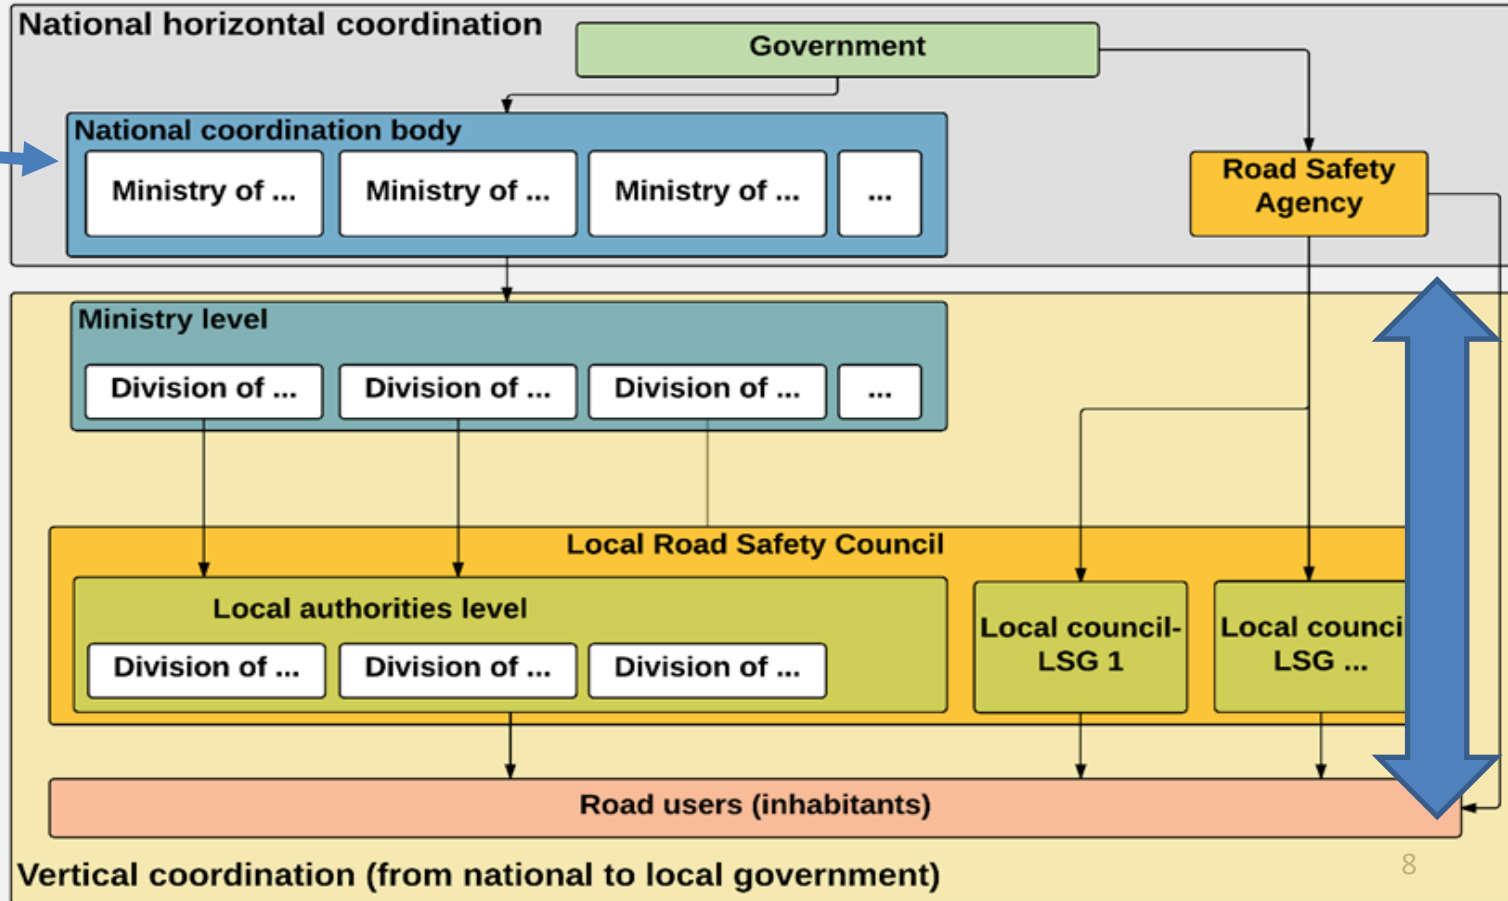 National horizontal coordination
Government
National coordination body
Ministry of ...
Ministry of ...
Ministry of ...
...
Road Safety
Agency
Ministry level
Division of ...
Division of ...
Division of ...
...
Local Road Safety Council
Local authorities level
Division of ...
Division of ...
Division of ...
Local council-
LSG 1
Local counci
LSG ...
Road users (inhabitants)
Vertical coordination (from national to local government)
8